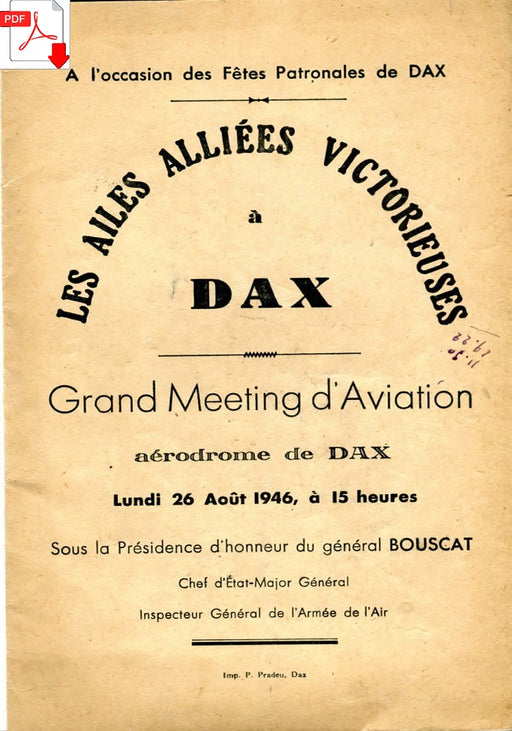 PDF
A l'occasion des Fêtes Patronales de DAX
LES AILES ALLIÉES VICTORIEUSES
à
DAX
Grand Meeting d'Aviation
aérodrome de DAX
Lundi 26 Août 1946, à 15 heures
Sous la Présidence d'honneur du général BOUSCAT
Chef d'État-Major Général
Inspecteur Général de l'Armée de l'Air
Imp. P. Pradeu, Dax